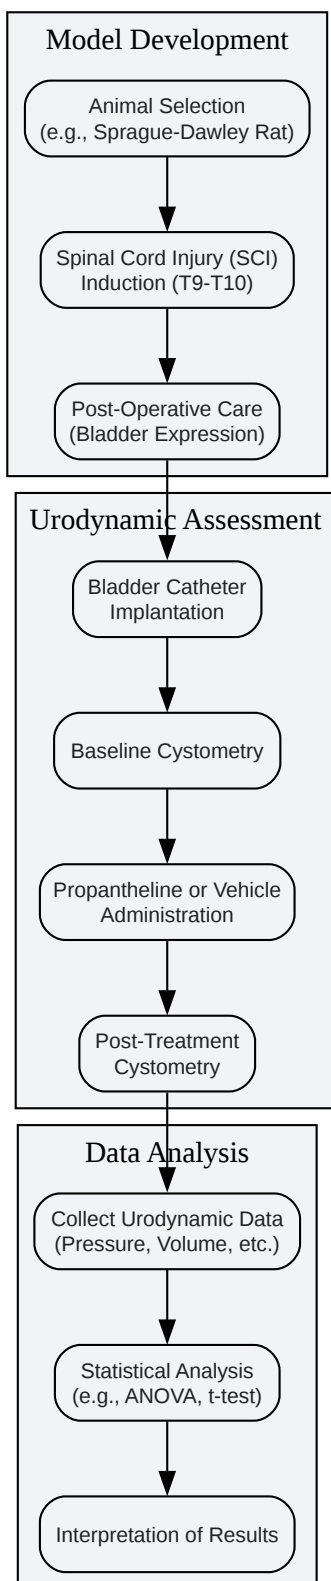 Model Development
Animal Selection
(e.g., Sprague-Dawley Rat)
Spinal Cord Injury (SCI)
Induction (T9-T10)
Post-Operative Care
(Bladder Expression)
Urodynamic Assessment
Bladder Catheter
Implantation
Baseline Cystometry
Propantheline or Vehicle
Administration
Post-Treatment
Cystometry
Data Analysis
Collect Urodynamic Data
(Pressure, Volume, etc.)
Statistical Analysis
(e.g., ANOVA, t-test)
Interpretation of Results